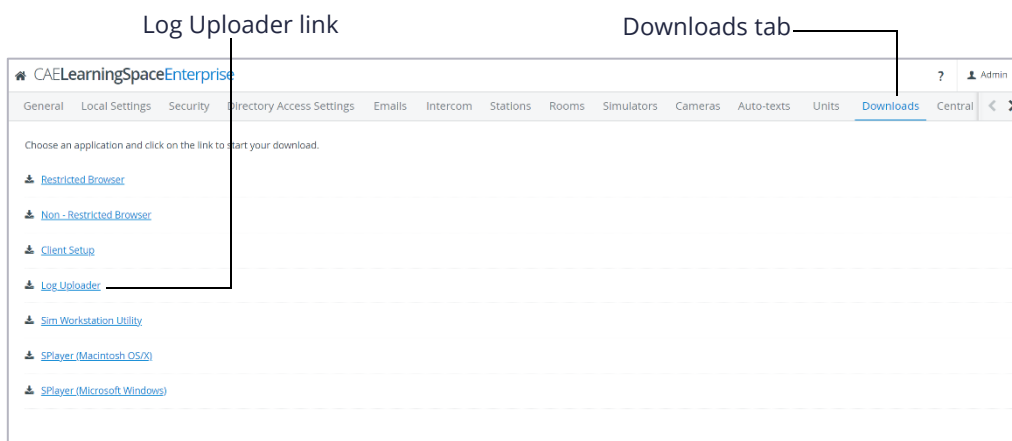 Log Uploader link
Downloads tab
CAELearningSpaceEnterprise ? Admin
General Local Settings Security Directory Access Settings Emails Intercom Stations Rooms Simulators Cameras Auto-texts Units Downloads Central
Choose an application and click on the link to start your download.
Restricted Browser
Non - Restricted Browser
Client Setup
Log Uploader
Sim Workstation Utility
SPlayer (Macintosh OS/X)
SPlayer (Microsoft Windows)